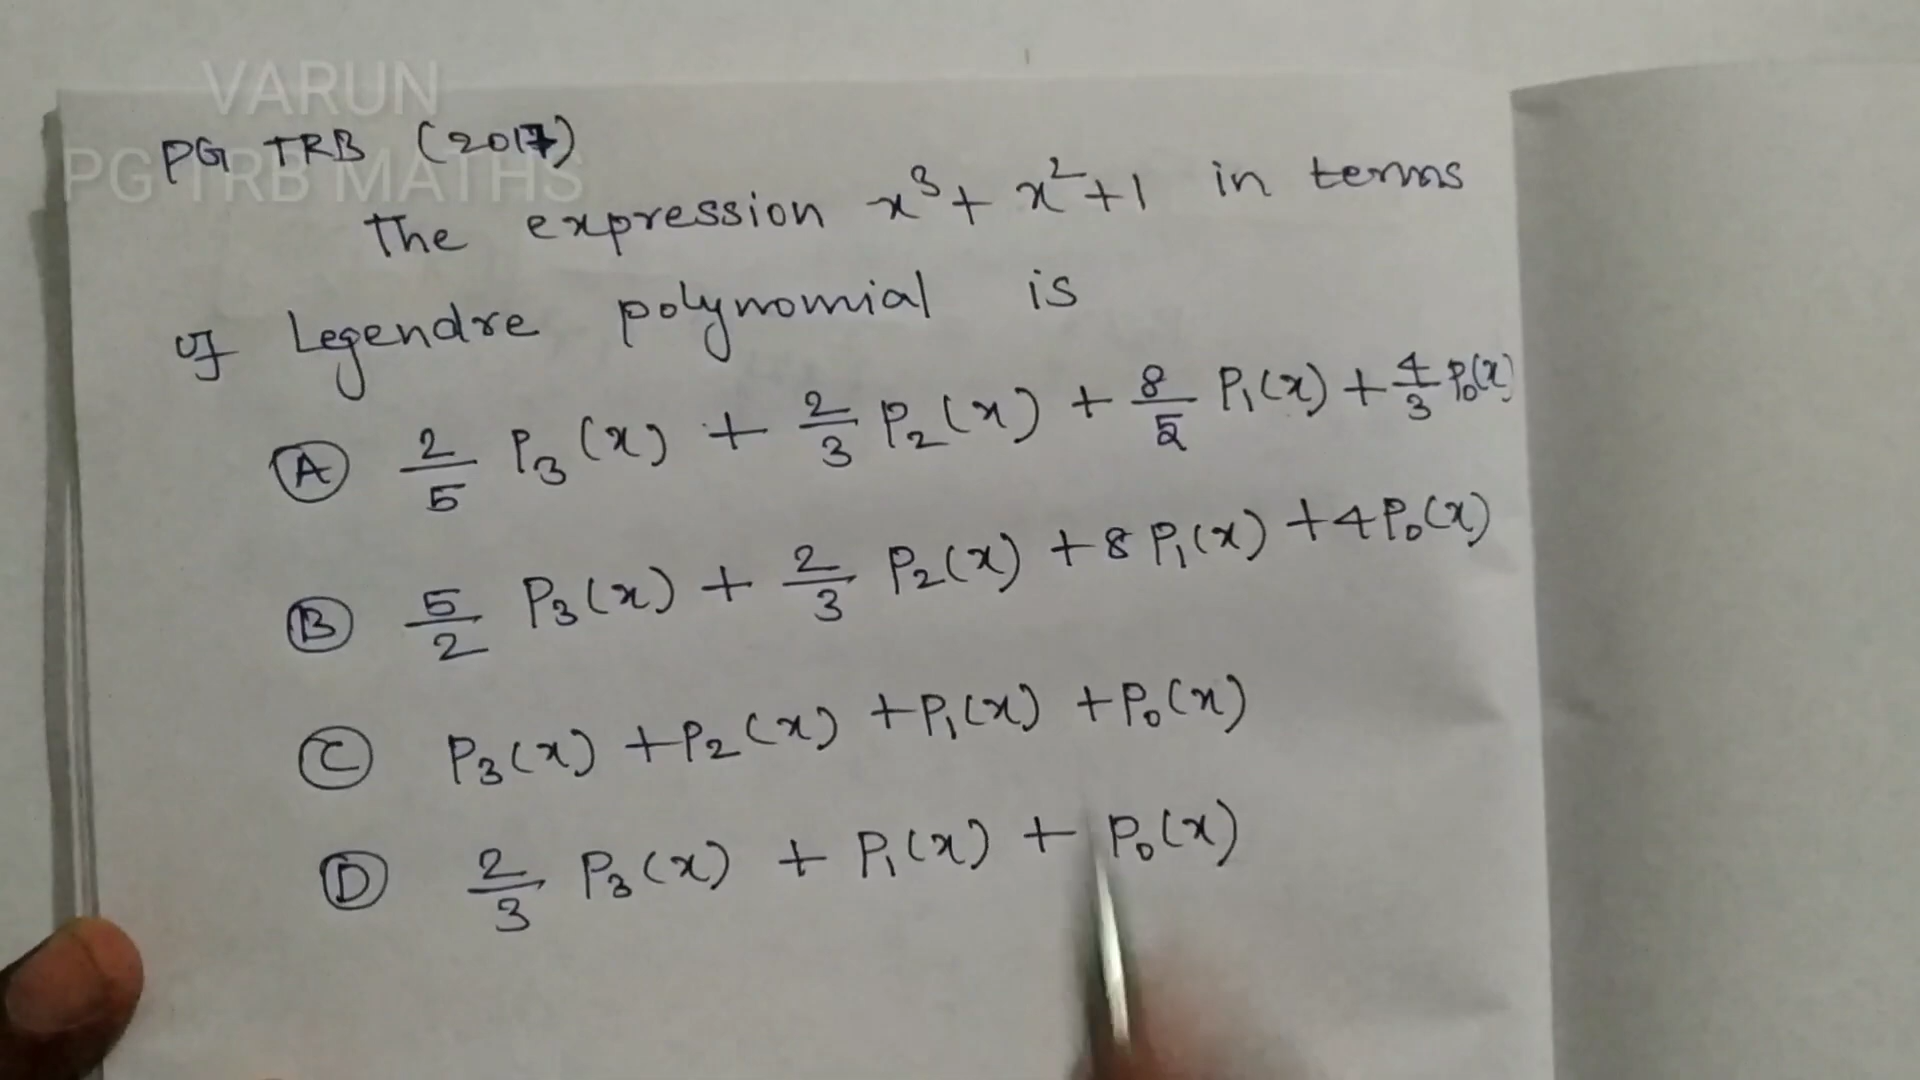 VARUN
PG TRB MATHS
PG TRB (2017)
The expression x³ + x² + 1 in terms
of Legendre polynomial is
(A) 2/5 P₃(x) + 2/3 P₂(x) + 8/5 P₁(x) + 4/3 P₀(x)
(B) 5/2 P₃(x) + 2/3 P₂(x) + 8 P₁(x) + 4 P₀(x)
(C) P₃(x) + P₂(x) + P₁(x) + P₀(x)
(D) 2/3 P₃(x) + P₁(x) + P₀(x)